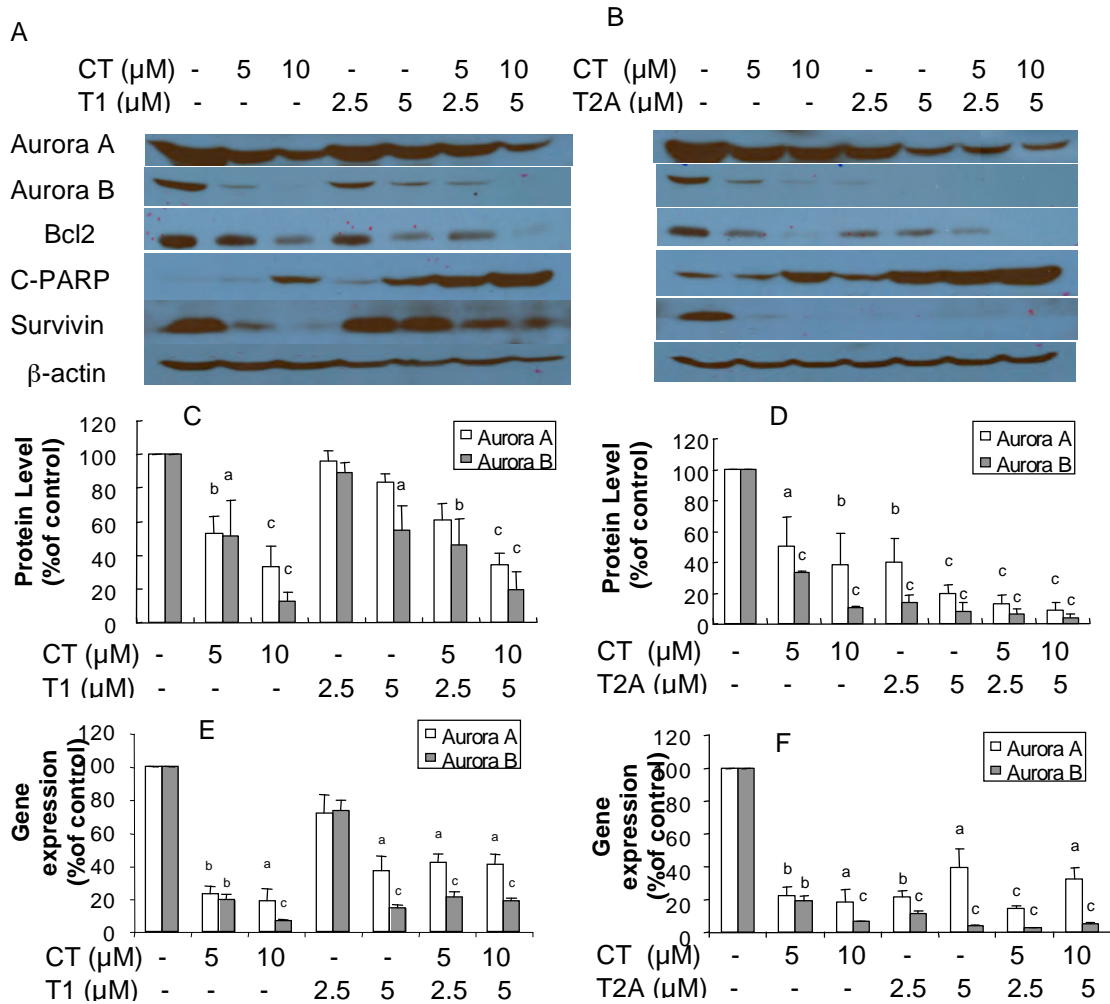 A
B
CT (µM) - 5 10 - - 5 10
T1 (µM) - - - 2.5 5 2.5 5
CT (µM) - 5 10 - - 5 10
T2A (µM) - - - 2.5 5 2.5 5
Aurora A
Aurora B
Bcl2
C-PARP
Survivin
β-actin
C
Protein Level
(%of control)
120
100
80
60
40
20
0
Aurora A
Aurora B
b a c c a b c c
CT (µM) - 5 10 - - 5 10
T1 (µM) - - - 2.5 5 2.5 5
D
Protein Level
(%of control)
120
100
80
60
40
20
0
Aurora A
Aurora B
a c b c b c c c c c c c
CT (µM) - 5 10 - - 5 10
T2A (µM) - - - 2.5 5 2.5 5
E
Gene
expression
(%of control)
120
100
80
60
40
20
0
Aurora A
Aurora B
b b a c a c a c a c
CT (µM) - 5 10 - - 5 10
T1 (µM) - - - 2.5 5 2.5 5
F
Gene
expression
(%of control)
120
100
80
60
40
20
0
Aurora A
Aurora B
b b a c b c a c c c a c
CT (µM) - 5 10 - - 5 10
T2A (µM) - - - 2.5 5 2.5 5